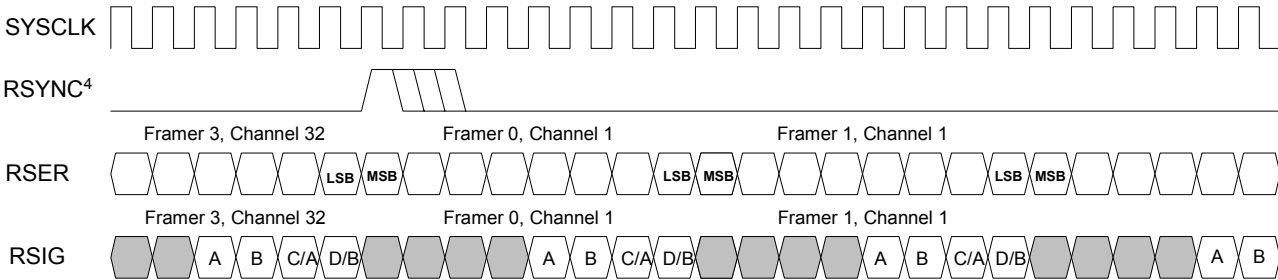 SYSCLK
RSYNC4
Framer 3, Channel 32 Framer 0, Channel 1 Framer 1, Channel 1
RSER LSB MSB LSB MSB LSB MSB
Framer 3, Channel 32 Framer 0, Channel 1 Framer 1, Channel 1
RSIG A B C/A D/B A B C/A D/B A B C/A D/B A B